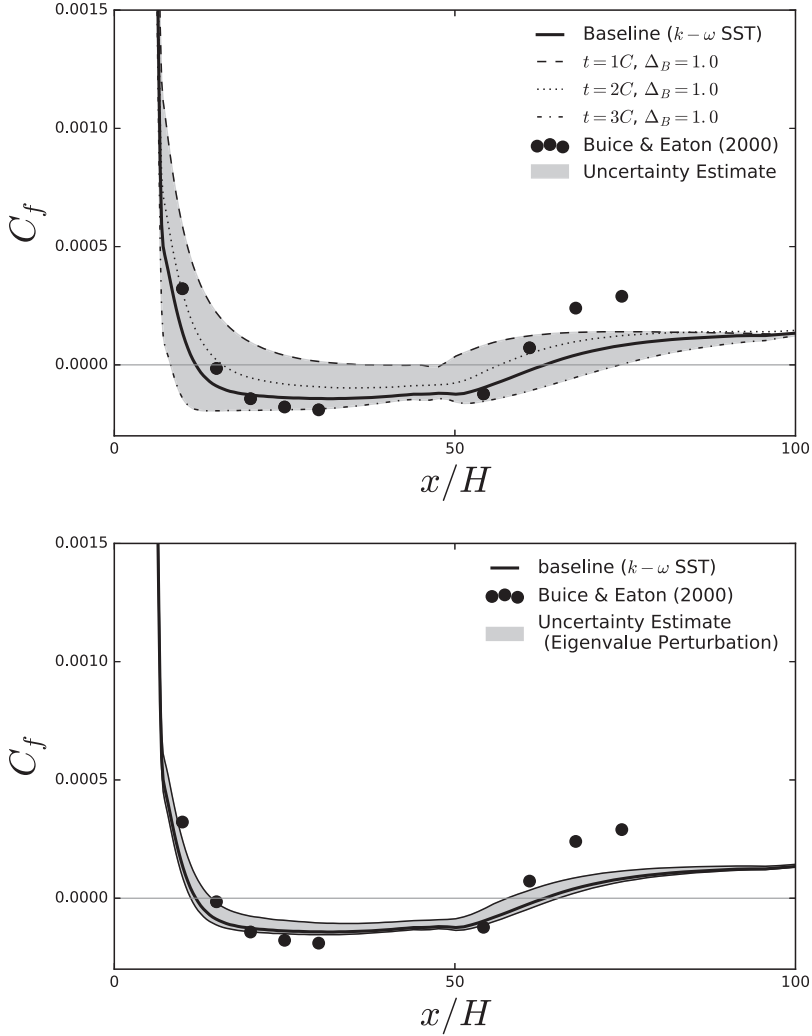 0.0015
0.0010
0.0005
0.0000
C_f
Baseline (k − ω SST)
t = 1C, Δ_B = 1.0
t = 2C, Δ_B = 1.0
t = 3C, Δ_B = 1.0
Buice & Eaton (2000)
Uncertainty Estimate
0 50 100
x/H
0.0015
0.0010
0.0005
0.0000
C_f
baseline (k − ω SST)
Buice & Eaton (2000)
Uncertainty Estimate
(Eigenvalue Perturbation)
0 50 100
x/H